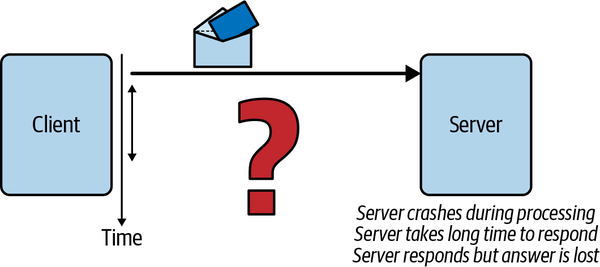 Client
?
Server
Time
Server crashes during processing
Server takes long time to respond
Server responds but answer is lost